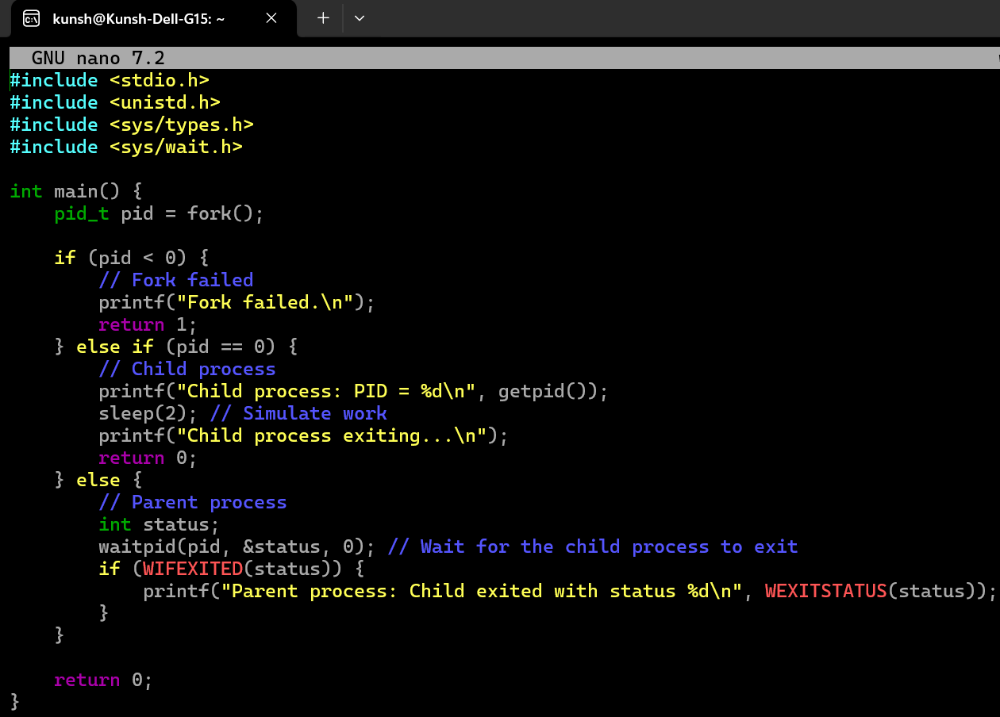 kunsh@Kunsh-Dell-G15: ~
GNU nano 7.2
#include <stdio.h>
#include <unistd.h>
#include <sys/types.h>
#include <sys/wait.h>

int main() {
    pid_t pid = fork();

    if (pid < 0) {
        // Fork failed
        printf("Fork failed.\n");
        return 1;
    } else if (pid == 0) {
        // Child process
        printf("Child process: PID = %d\n", getpid());
        sleep(2); // Simulate work
        printf("Child process exiting...\n");
        return 0;
    } else {
        // Parent process
        int status;
        waitpid(pid, &status, 0); // Wait for the child process to exit
        if (WIFEXITED(status)) {
            printf("Parent process: Child exited with status %d\n", WEXITSTATUS(status));
        }
    }

    return 0;
}